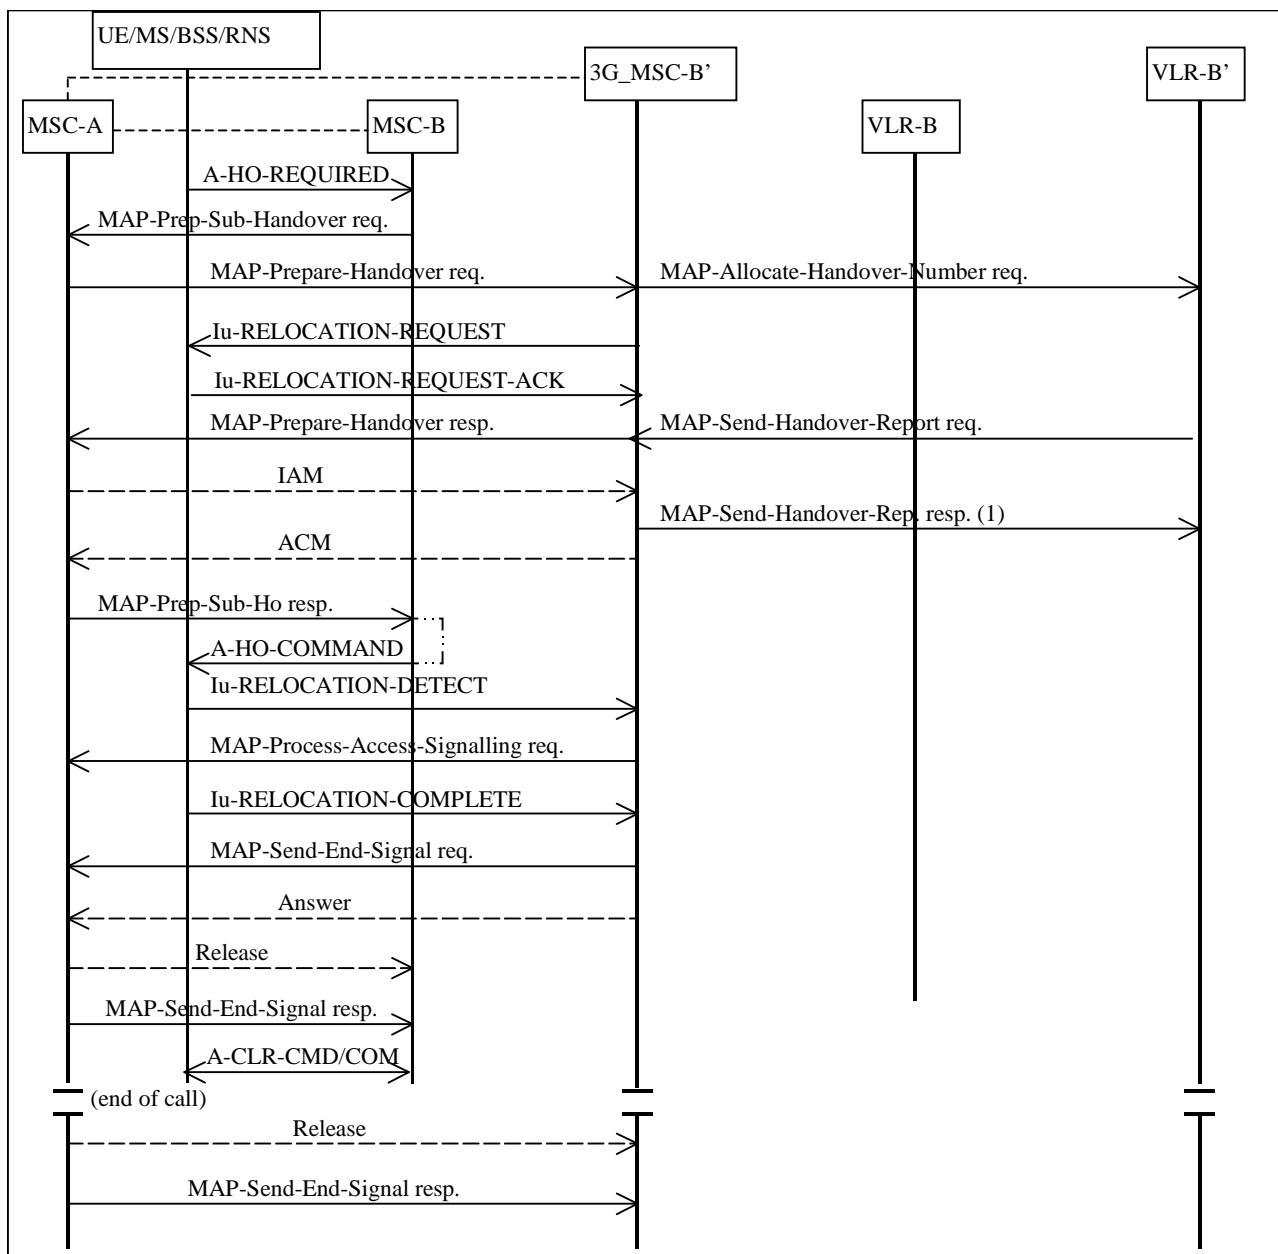 UE/MS/BSS/RNS
3G_MSC-B’
VLR-B’
MSC-A
MSC-B
VLR-B
A-HO-REQUIRED
MAP-Prep-Sub-Handover req.
MAP-Prepare-Handover req.
MAP-Allocate-Handover-Number req.
Iu-RELOCATION-REQUEST
Iu-RELOCATION-REQUEST-ACK
MAP-Prepare-Handover resp.
MAP-Send-Handover-Report req.
IAM
MAP-Send-Handover-Rep. resp. (1)
ACM
MAP-Prep-Sub-Ho resp.
A-HO-COMMAND
Iu-RELOCATION-DETECT
MAP-Process-Access-Signalling req.
Iu-RELOCATION-COMPLETE
MAP-Send-End-Signal req.
Answer
Release
MAP-Send-End-Signal resp.
A-CLR-CMD/COM
(end of call)
Release
MAP-Send-End-Signal resp.